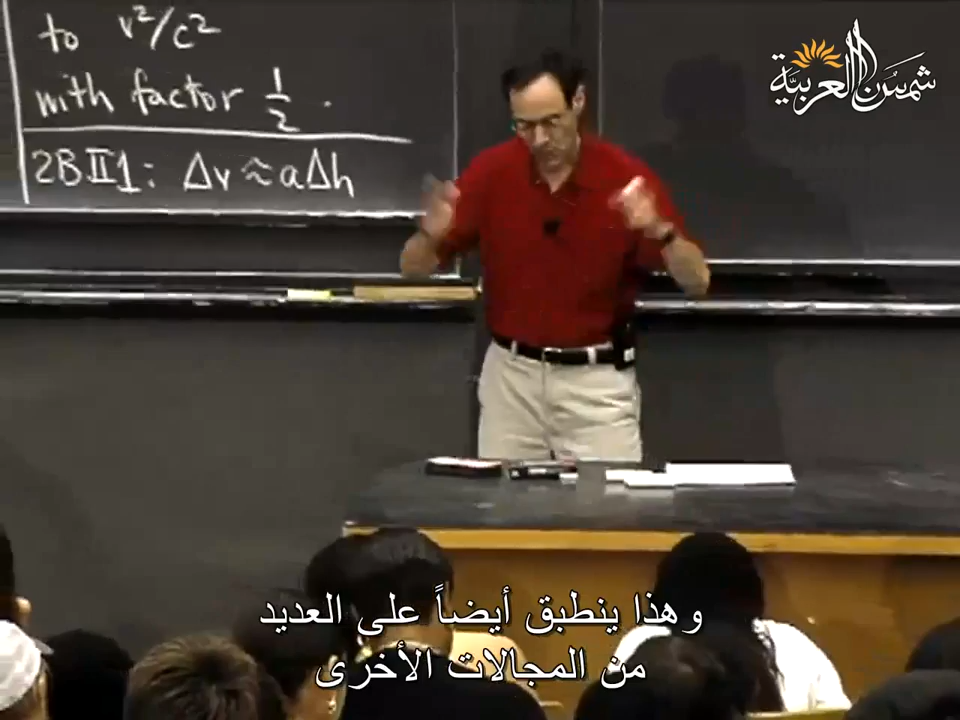 to v²/c²
with factor 1/2 .
2BII1: Δv ≈ aΔh
شمسنا العربية
وهذا ينطبق أيضاً على العديد
من المجالات الأخرى